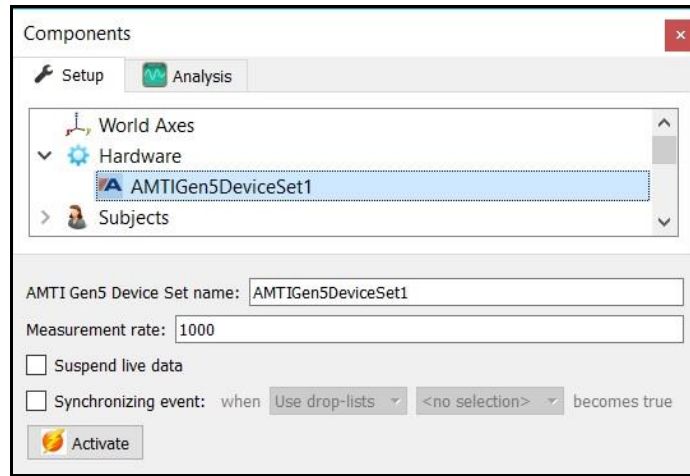 Components
Setup Analysis
World Axes
Hardware
AMTIGen5DeviceSet1
Subjects
AMTI Gen5 Device Set name: AMTIGen5DeviceSet1
Measurement rate: 1000
Suspend live data
Synchronizing event: when Use drop-lists <no selection> becomes true
Activate